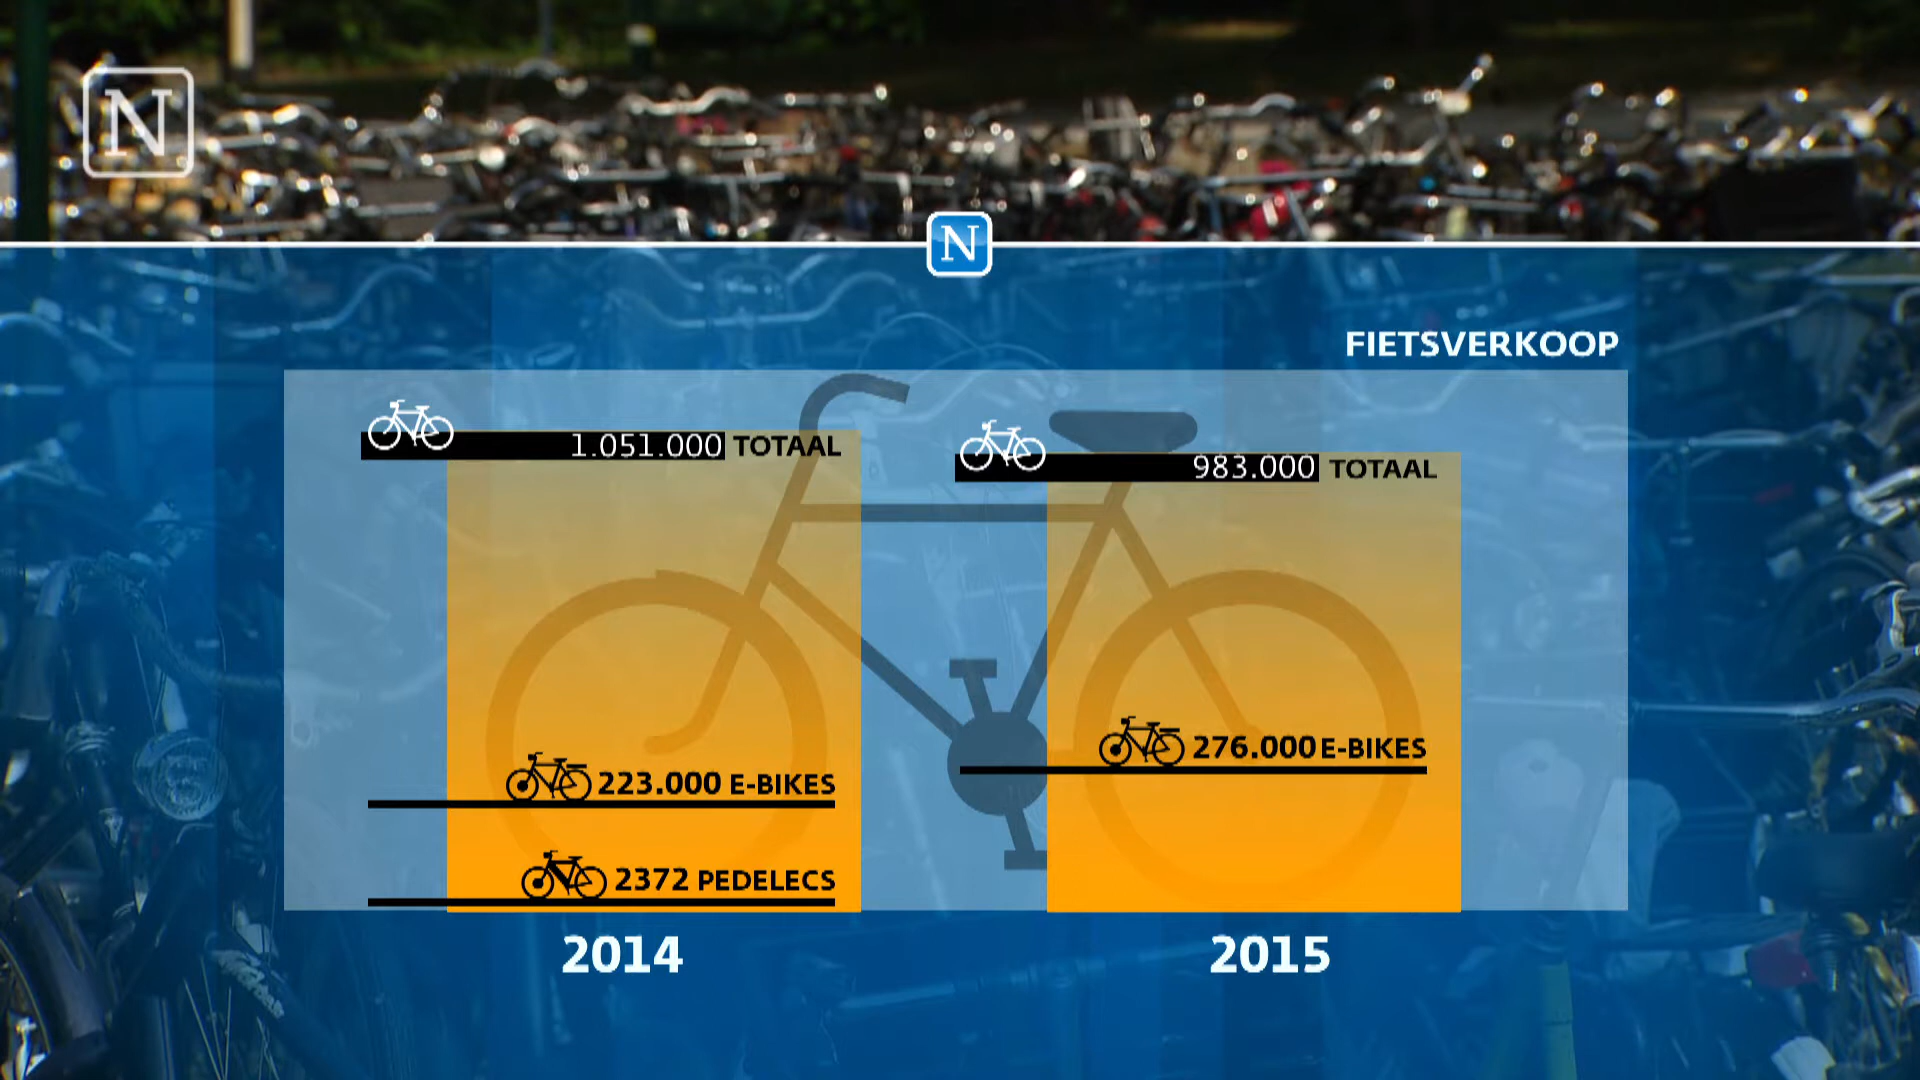 N
N
FIETSVERKOOP
1.051.000 TOTAAL
983.000 TOTAAL
223.000 E-BIKES
276.000 E-BIKES
2372 PEDELECS
2014
2015